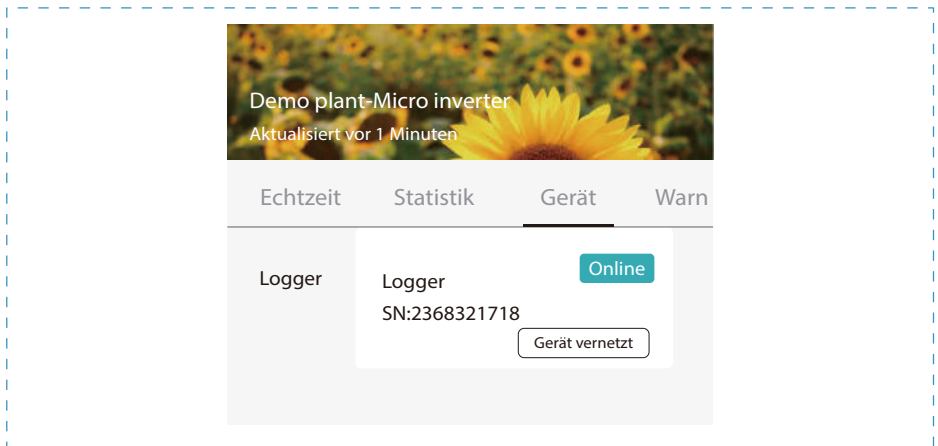 Demo plant-Micro inverter
Aktualisiert vor 1 Minuten
Echtzeit Statistik Gerät Warn
Online
Logger Logger
SN:2368321718
Gerät vernetzt